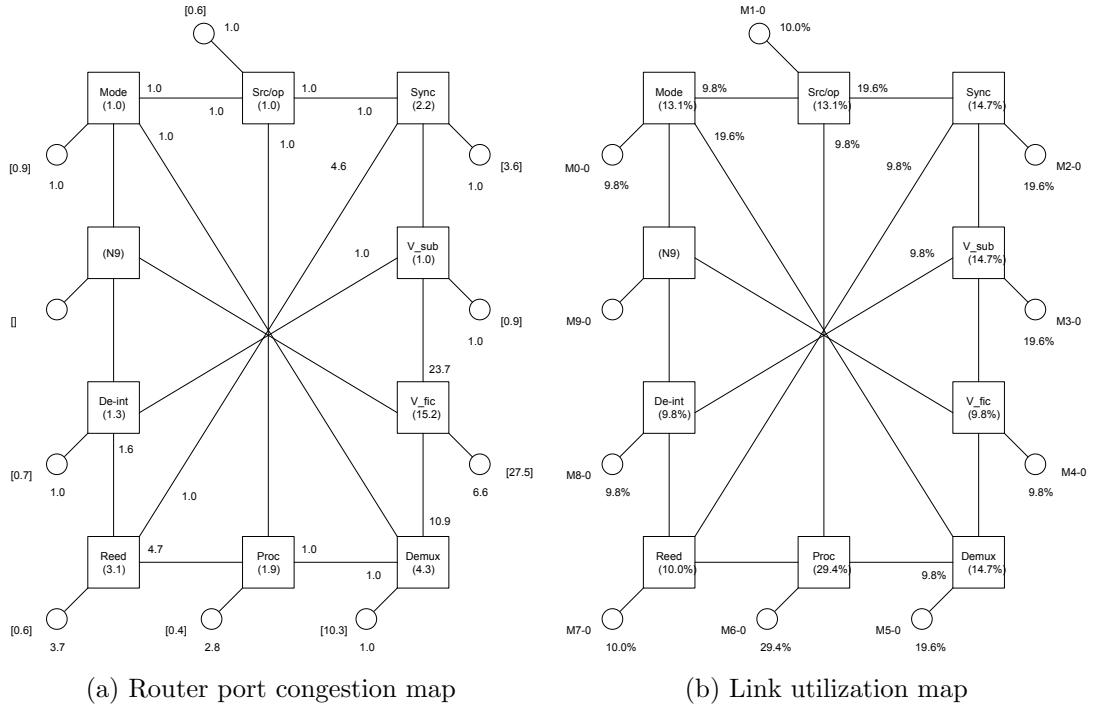 [0.6]
1.0
Mode
(1.0)
1.0
1.0
Src/op
(1.0)
1.0
1.0
Sync
(2.2)
1.0
1.0
4.6
[0.9]
1.0
[3.6]
1.0
(N9)
1.0
V_sub
(1.0)
[]
[0.9]
1.0
23.7
De-int
(1.3)
V_fic
(15.2)
1.6
[0.7]
1.0
[27.5]
6.6
1.0
10.9
Reed
(3.1)
4.7
Proc
(1.9)
1.0
1.0
Demux
(4.3)
[0.6]
3.7
[0.4]
2.8
[10.3]
1.0
(a) Router port congestion map
M1-0
10.0%
Mode
(13.1%)
9.8%
Src/op
(13.1%)
19.6%
Sync
(14.7%)
19.6%
9.8%
9.8%
M0-0
9.8%
M2-0
19.6%
(N9)
9.8%
V_sub
(14.7%)
M9-0
M3-0
19.6%
De-int
(9.8%)
V_fic
(9.8%)
M8-0
9.8%
M4-0
9.8%
Reed
(10.0%)
Proc
(29.4%)
9.8%
Demux
(14.7%)
M7-0
10.0%
M6-0
29.4%
M5-0
19.6%
(b) Link utilization map